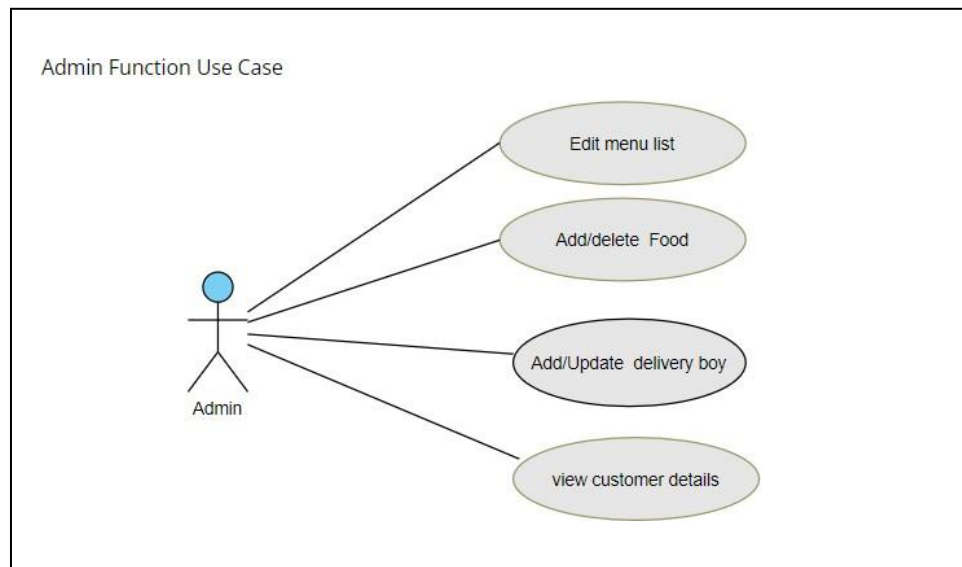 Admin Function Use Case
Edit menu list
Add/delete Food
Add/Update delivery boy
Admin
view customer details